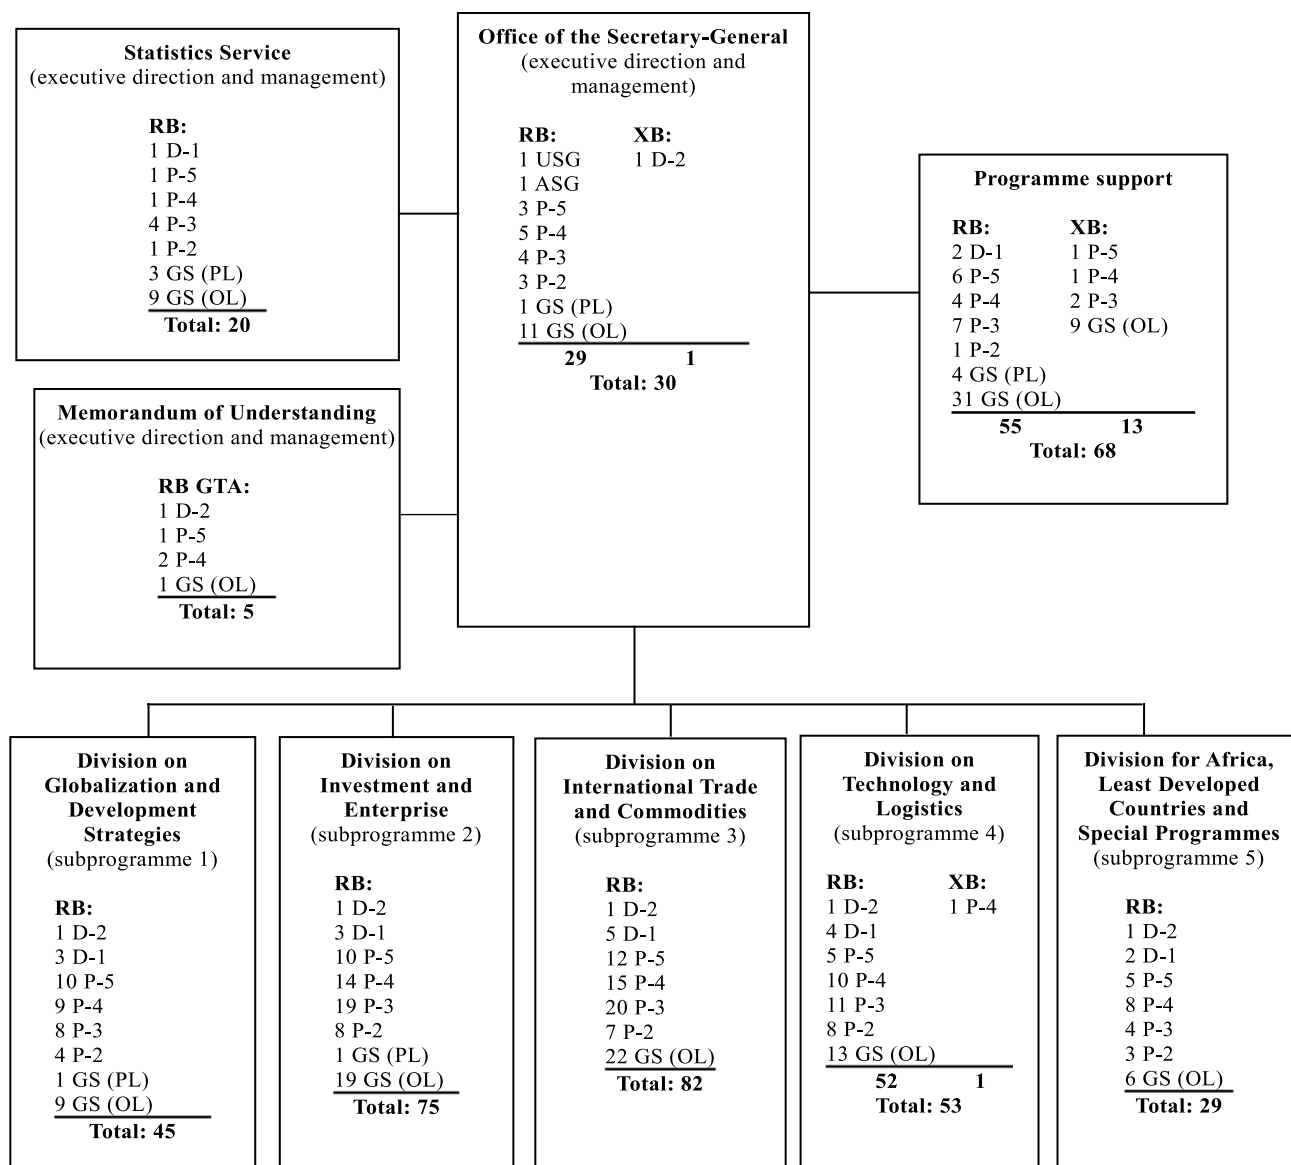 Statistics Service
(executive direction and management)
RB:
1 D-1
1 P-5
1 P-4
4 P-3
1 P-2
3 GS (PL)
9 GS (OL)
Total: 20
Office of the Secretary-General
(executive direction and
management)
RB: XB:
1 USG 1 D-2
1 ASG
3 P-5
5 P-4
4 P-3
3 P-2
1 GS (PL)
11 GS (OL)
29 1
Total: 30
Programme support
RB: XB:
2 D-1 1 P-5
6 P-5 1 P-4
4 P-4 2 P-3
7 P-3 9 GS (OL)
1 P-2
4 GS (PL)
31 GS (OL)
55 13
Total: 68
Memorandum of Understanding
(executive direction and management)
RB GTA:
1 D-2
1 P-5
2 P-4
1 GS (OL)
Total: 5
Division on
Globalization and
Development
Strategies
(subprogramme 1)
RB:
1 D-2
3 D-1
10 P-5
9 P-4
8 P-3
4 P-2
1 GS (PL)
9 GS (OL)
Total: 45
Division on
Investment and
Enterprise
(subprogramme 2)
RB:
1 D-2
3 D-1
10 P-5
14 P-4
19 P-3
8 P-2
1 GS (PL)
19 GS (OL)
Total: 75
Division on
International Trade
and Commodities
(subprogramme 3)
RB:
1 D-2
5 D-1
12 P-5
15 P-4
20 P-3
7 P-2
22 GS (OL)
Total: 82
Division on
Technology and
Logistics
(subprogramme 4)
RB: XB:
1 D-2 1 P-4
4 D-1
5 P-5
10 P-4
11 P-3
8 P-2
13 GS (OL)
52 1
Total: 53
Division for Africa,
Least Developed
Countries and
Special Programmes
(subprogramme 5)
RB:
1 D-2
2 D-1
5 P-5
8 P-4
4 P-3
3 P-2
6 GS (OL)
Total: 29